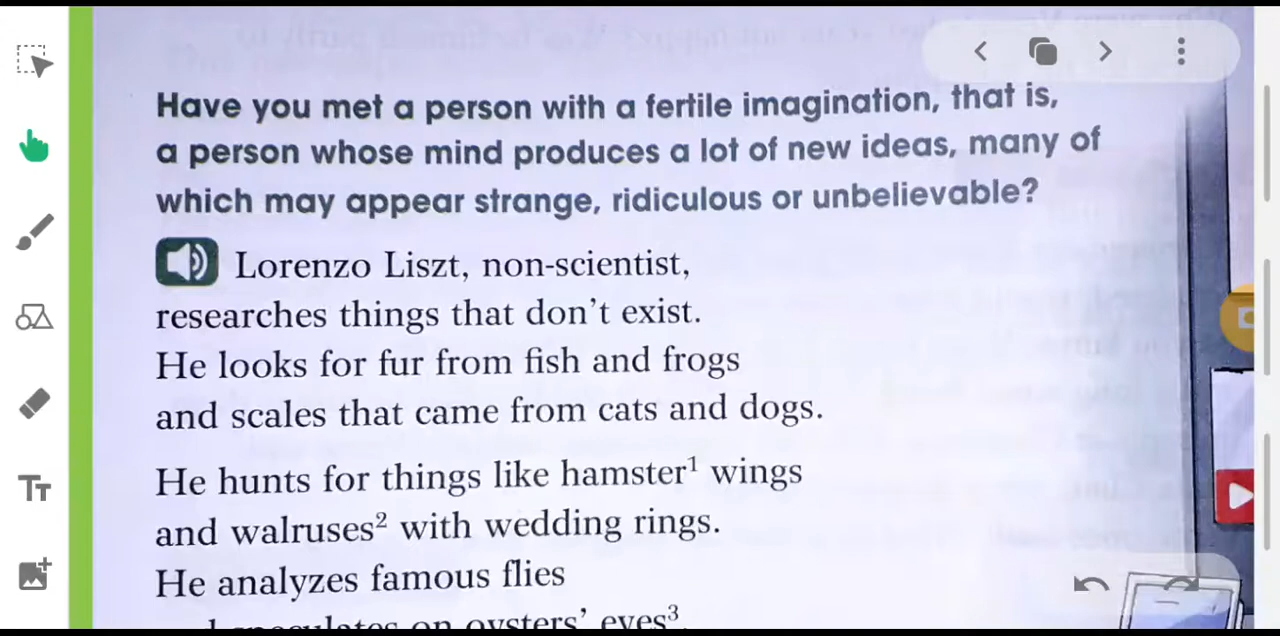 Have you met a person with a fertile imagination, that is,
a person whose mind produces a lot of new ideas, many of
which may appear strange, ridiculous or unbelievable?
Lorenzo Liszt, non-scientist,
researches things that don't exist.
He looks for fur from fish and frogs
and scales that came from cats and dogs.
He hunts for things like hamster¹ wings
and walruses² with wedding rings.
He analyzes famous flies
oysters' eyes³